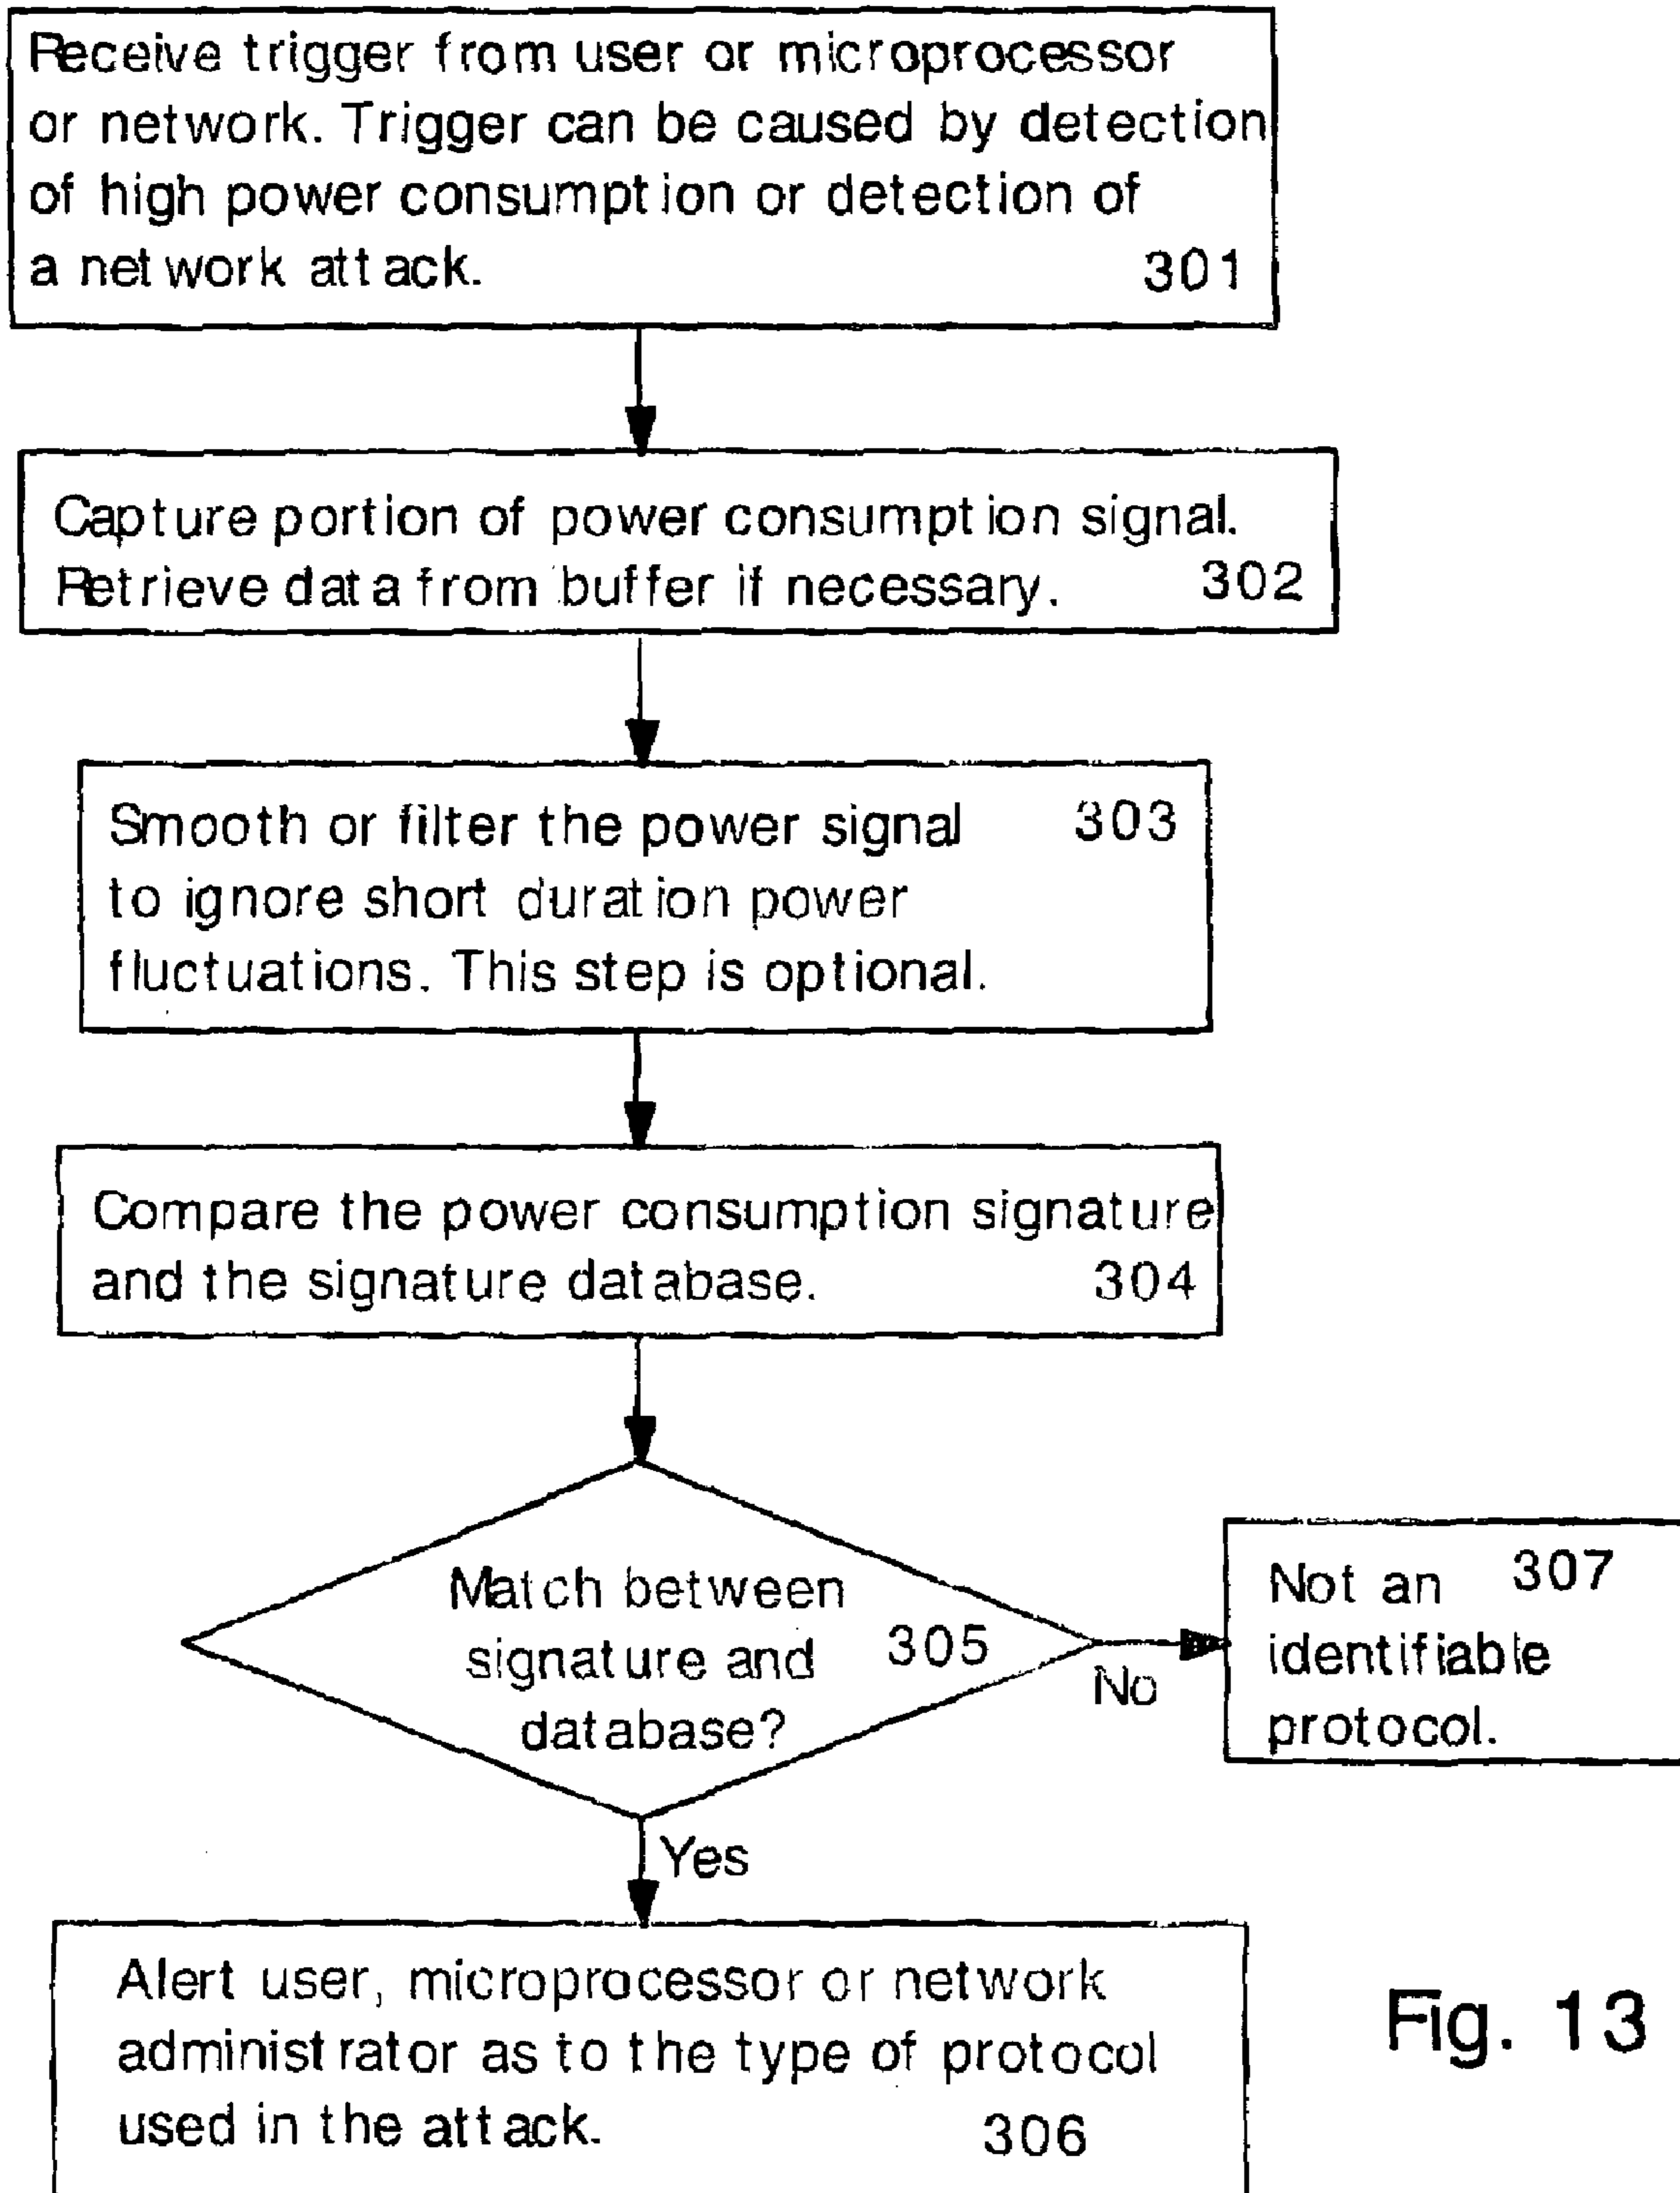 Receive trigger from user or microprocessor
or network. Trigger can be caused by detection
of high power consumption or detection of
a network attack. 301
Capture portion of power consumption signal.
Retrieve data from buffer if necessary. 302
Smooth or filter the power signal 303
to ignore short duration power
fluctuations. This step is optional.
Compare the power consumption signature
and the signature database. 304
Match between
signature and 305
database?
No
Not an 307
identifiable
protocol.
Yes
Alert user, microprocessor or network
administrator as to the type of protocol
used in the attack. 306
Fig. 13